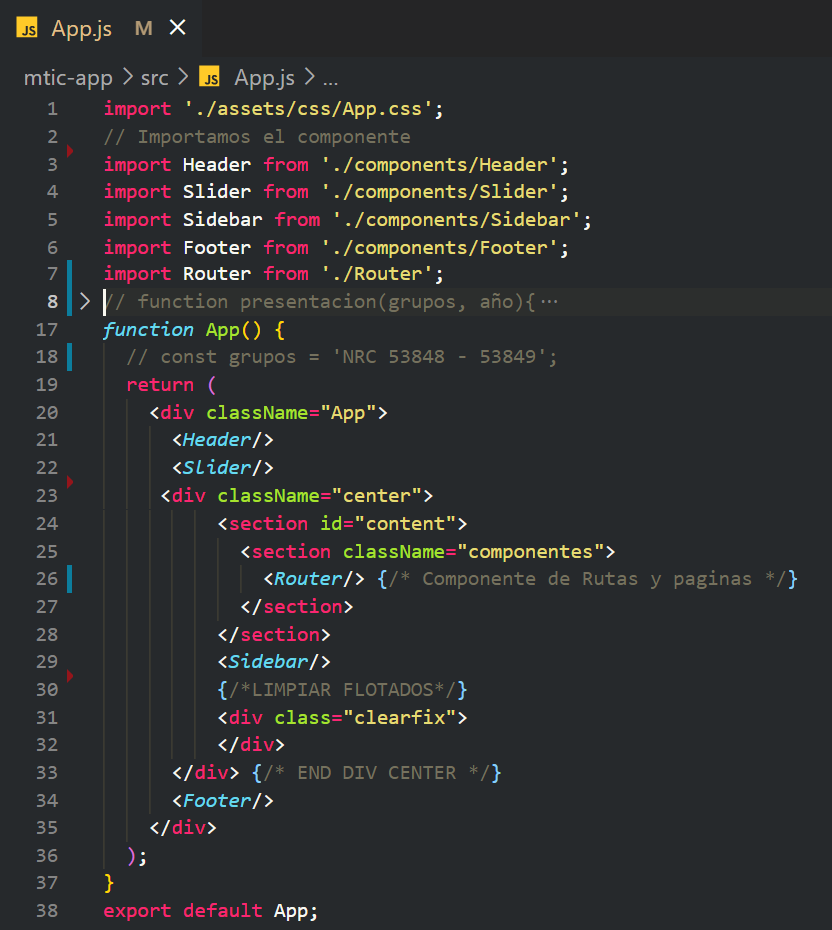 JS App.js M ×
mtic-app > src > JS App.js > ...
1 import './assets/css/App.css';
2 // Importamos el componente
3 import Header from './components/Header';
4 import Slider from './components/Slider';
5 import Sidebar from './components/Sidebar';
6 import Footer from './components/Footer';
7 import Router from './Router';
8 > // function presentacion(grupos, año){ ···
17 function App() {
18   // const grupos = 'NRC 53848 - 53849';
19   return (
20     <div className="App">
21       <Header/>
22       <Slider/>
23      <div className="center">
24           <section id="content">
25             <section className="componentes">
26               <Router/> {/* Componente de Rutas y paginas */}
27             </section>
28           </section>
29           <Sidebar/>
30           {/*LIMPIAR FLOTADOS*/}
31           <div class="clearfix">
32           </div>
33       </div> {/* END DIV CENTER */}
34       <Footer/>
35     </div>
36   );
37 }
38 export default App;